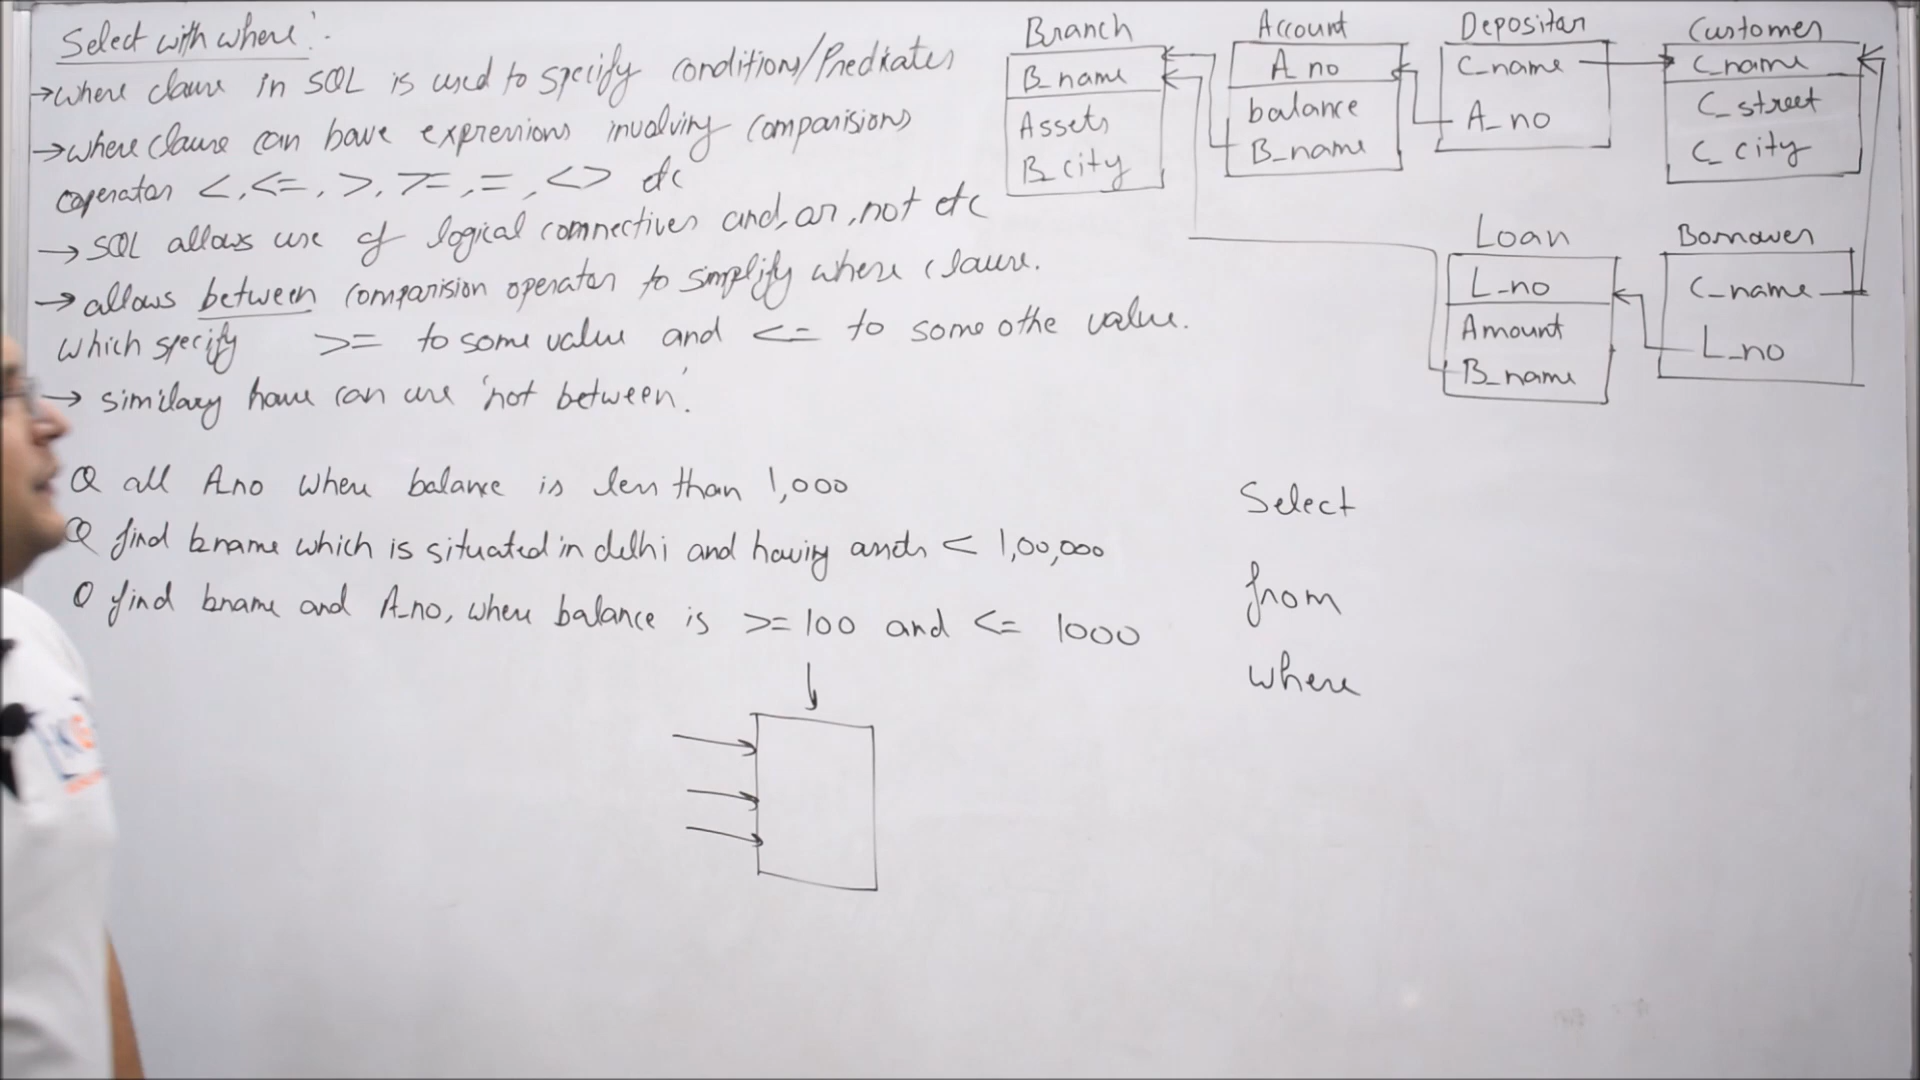 Select with where :-
→ where clause in SQL is used to specify conditions/Predicates
→ where clause can have expressions involving comparisions
operator <, <=, >, >=, =, <> etc
→ SQL allows use of logical connectives and, or, not etc
→ allows between comparision operator to simplify where clause.
which specify >= to some value and <= to some othe value.
→ similary have can use 'not between'.
Q all A_no where balance is less than 1,000
Q find bname which is situated in delhi and having assets < 1,00,000
Q find bname and A_no, where balance is >= 100 and <= 1000
Select
from
where
Branch
B_name
Assets
B_city
Account
A_no
balance
B_name
Depositor
C_name
A_no
Customer
C_name
C_street
C_city
Loan
L_no
Amount
B_name
Borrower
C_name
L_no